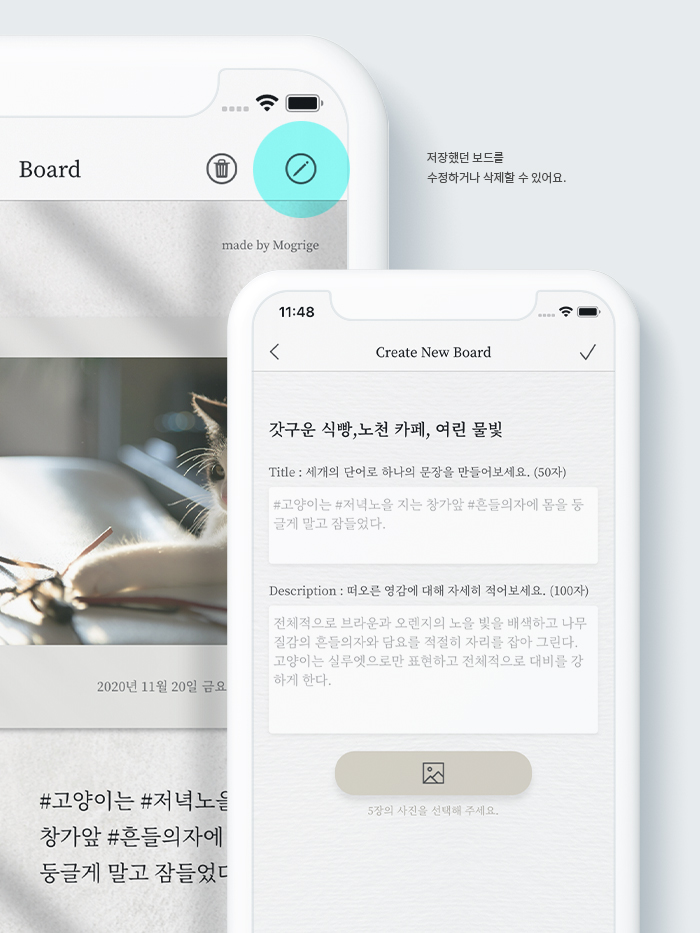 Board
저장했던 보드를
수정하거나 삭제할 수 있어요.
made by Mogrige
11:48
Create New Board
갓구운 식빵,노천 카페, 여린 물빛
Title : 세개의 단어로 하나의 문장을 만들어보세요. (50자)
#고양이는 #저녁노을 지는 창가앞 #흔들의자에 몸을 둥
글게 말고 잠들었다.
Description : 떠오른 영감에 대해 자세히 적어보세요. (100자)
전체적으로 브라운과 오렌지의 노을 빛을 배색하고 나무
질감의 흔들의자와 담요를 적절히 자리를 잡아 그린다.
고양이는 실루엣으로만 표현하고 전체적으로 대비를 강
하게 한다.
5장의 사진을 선택해 주세요.
2020년 11월 20일 금요
#고양이는 #저녁노을
창가앞 #흔들의자에
둥글게 말고 잠들었다